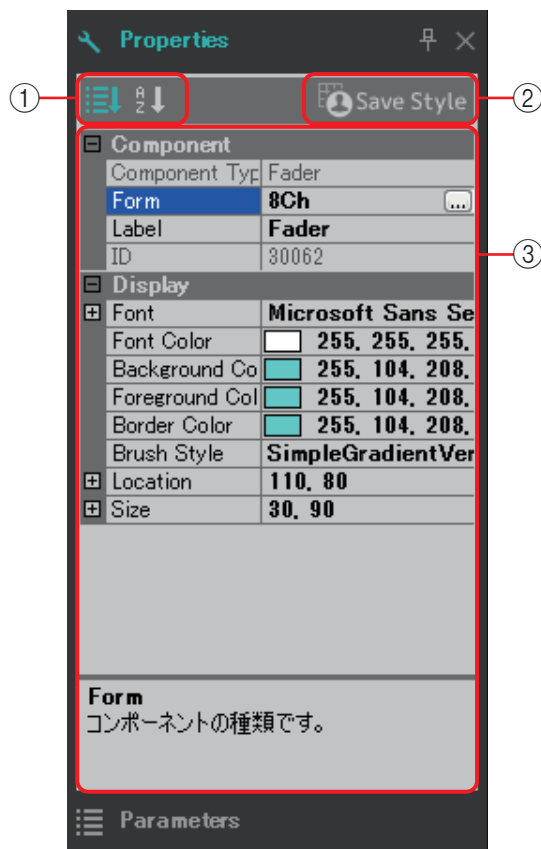 Properties
① A Z Save Style ②
Component
Component Typ Fader
Form 8Ch ...
Label Fader
ID 30062
③
Display
Font Microsoft Sans Se
Font Color 255, 255, 255,
Background Co 255, 104, 208,
Foreground Col 255, 104, 208,
Border Color 255, 104, 208,
Brush Style SimpleGradientVer
Location 110, 80
Size 30, 90
Form
コンポーネントの種類です。
Parameters